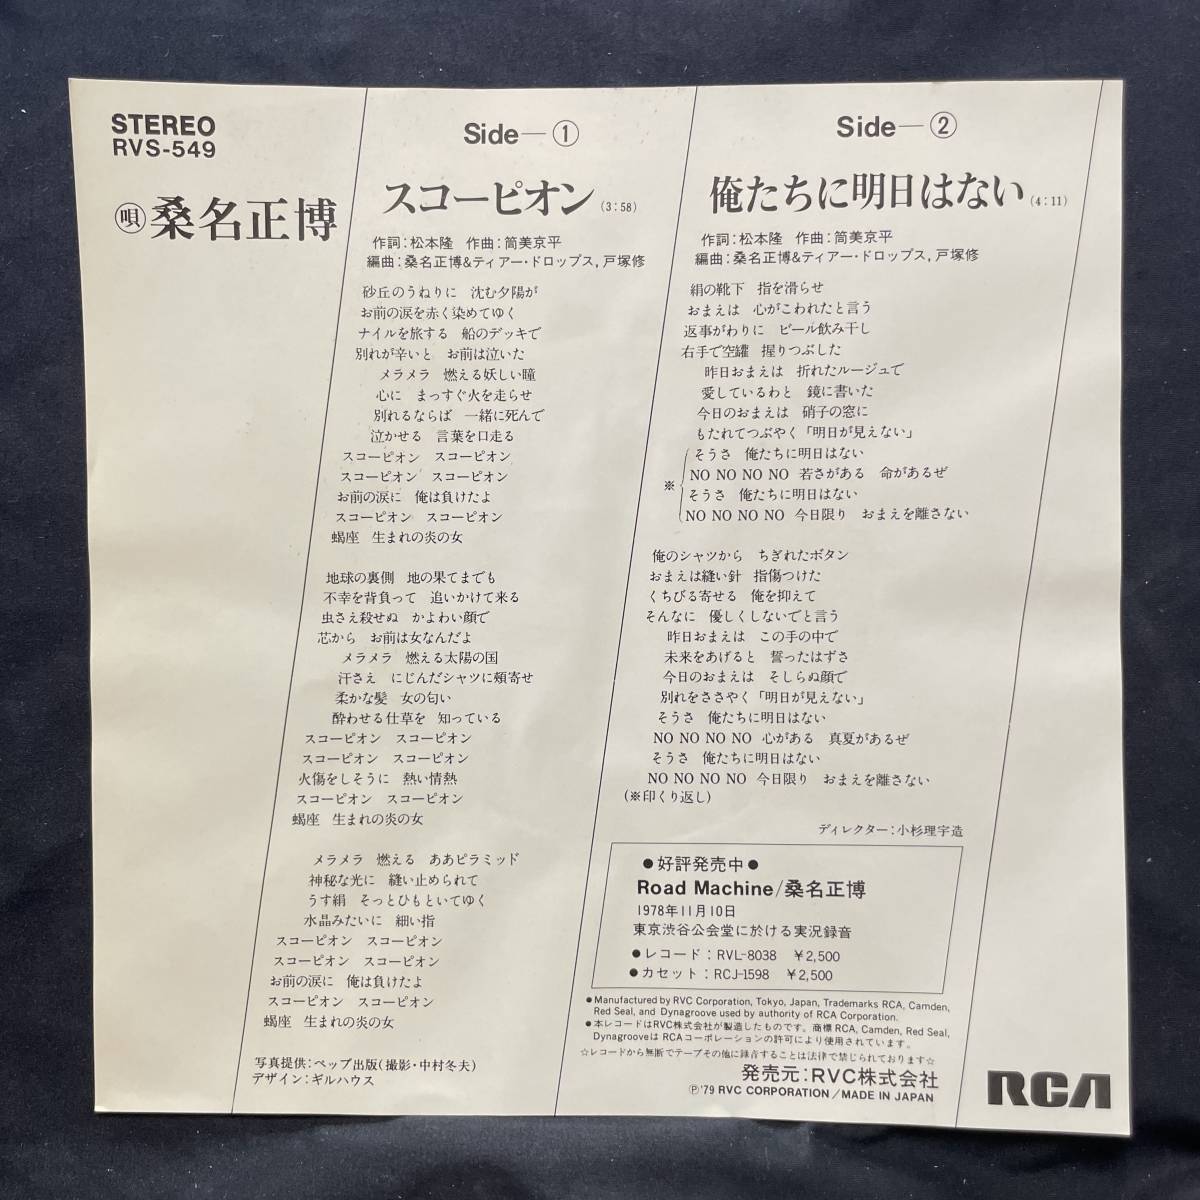 STEREO
RVS-549
唄 桑名正博
Side—①
スコーピオン (3:58)
作詞:松本隆 作曲:筒美京平
編曲:桑名正博&ティアー・ドロップス,戸塚修
砂丘のうねりに 沈む夕陽が
お前の涙を赤く染めてゆく
ナイルを旅する 船のデッキで
別れが辛いと お前は泣いた
メラメラ 燃える妖しい瞳
心に まっすぐ火を走らせ
別れるならば 一緒に死んで
泣かせる 言葉を口走る
スコーピオン スコーピオン
スコーピオン スコーピオン
お前の涙に 俺は負けたよ
スコーピオン スコーピオン
蝎座 生まれの炎の女
地球の裏側 地の果てまでも
不幸を背負って 追いかけて来る
虫さえ殺せぬ かよわい顔で
芯から お前は女なんだよ
メラメラ 燃える太陽の国
汗さえ にじんだシャツに頬寄せ
柔かな髪 女の匂い
酔わせる仕草を 知っている
スコーピオン スコーピオン
スコーピオン スコーピオン
火傷をしそうに 熱い情熱
スコーピオン スコーピオン
蝎座 生まれの炎の女
メラメラ 燃える ああピラミッド
神秘な光に 縫い止められて
うす絹 そっとひもといてゆく
水晶みたいに 細い指
スコーピオン スコーピオン
スコーピオン スコーピオン
お前の涙に 俺は負けたよ
スコーピオン スコーピオン
蝎座 生まれの炎の女
写真提供:ペップ出版(撮影・中村冬夫)
デザイン:ギルハウス
Side—②
俺たちに明日はない (4:11)
作詞:松本隆 作曲:筒美京平
編曲:桑名正博&ティアー・ドロップス,戸塚修
絹の靴下 指を滑らせ
おまえは 心がこわれたと言う
返事がわりに ビール飲み干し
右手で空罐 握りつぶした
昨日おまえは 折れたルージュで
愛しているわと 鏡に書いた
今日のおまえは 硝子の窓に
もたれてつぶやく「明日が見えない」
そうさ 俺たちに明日はない
NO NO NO NO 若さがある 命があるぜ
※
そうさ 俺たちに明日はない
NO NO NO NO 今日限り おまえを離さない
俺のシャツから ちぎれたボタン
おまえは縫い針 指傷つけた
くちびる寄せる 俺を抑えて
そんなに 優しくしないでと言う
昨日おまえは この手の中で
未来をあげると 誓ったはずさ
今日のおまえは そしらぬ顔で
別れをささやく「明日が見えない」
そうさ 俺たちに明日はない
NO NO NO NO 心がある 真夏があるぜ
そうさ 俺たちに明日はない
NO NO NO NO 今日限り おまえを離さない
(※印くり返し)
ディレクター:小杉理宇造
●好評発売中●
Road Machine/桑名正博
1978年11月10日
東京渋谷公会堂に於ける実況録音
●レコード:RVL-8038 ¥2,500
●カセット:RCJ-1598 ¥2,500
●Manufactured by RVC Corporation, Tokyo, Japan, Trademarks RCA, Camden,
Red Seal, and Dynagroove used by authority of RCA Corporation.
●本レコードはRVC株式会社が製造したものです。商標 RCA, Camden, Red Seal,
Dynagrooveは RCAコーポレーションの許可により使用されています。
☆レコードから無断でテープその他に録音することは法律で禁じられております☆
発売元:RVC株式会社
Ⓟ'79 RVC CORPORATION/MADE IN JAPAN
RCA